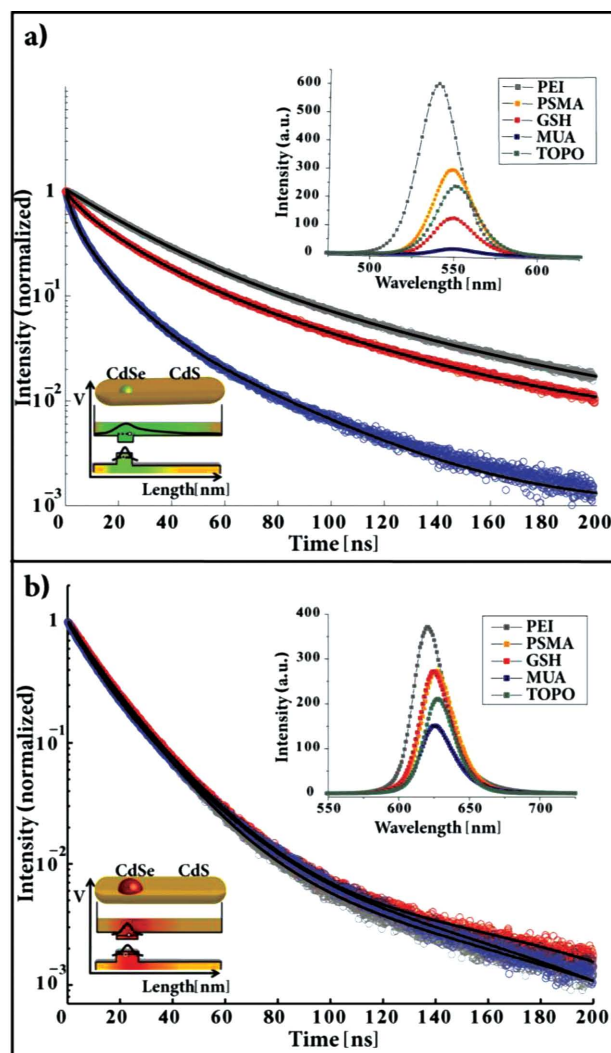 a)
Intensity (normalized)
1
10-1
10-2
10-3
0 20 40 60 80 100 120 140 160 180 200
Time [ns]
Intensity (a.u.)
600
500
400
300
200
100
0
500 550 600
Wavelength [nm]
PEI
PSMA
GSH
MUA
TOPO
CdSe CdS
V
Length[nm]
b)
Intensity (normalized)
1
10-1
10-2
10-3
0 20 40 60 80 100 120 140 160 180 200
Time [ns]
Intensity (a.u.)
400
300
200
100
0
550 600 650 700
Wavelength [nm]
PEI
PSMA
GSH
MUA
TOPO
CdSe CdS
V
Length[nm]